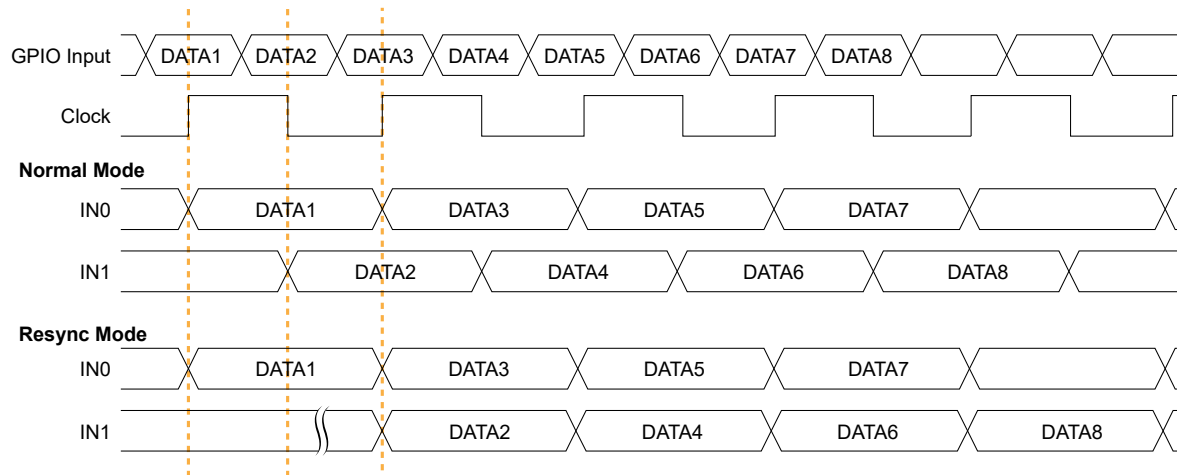 GPIO Input DATA1 DATA2 DATA3 DATA4 DATA5 DATA6 DATA7 DATA8
Clock
Normal Mode
IN0 DATA1 DATA3 DATA5 DATA7
IN1 DATA2 DATA4 DATA6 DATA8
Resync Mode
IN0 DATA1 DATA3 DATA5 DATA7
IN1 DATA2 DATA4 DATA6 DATA8